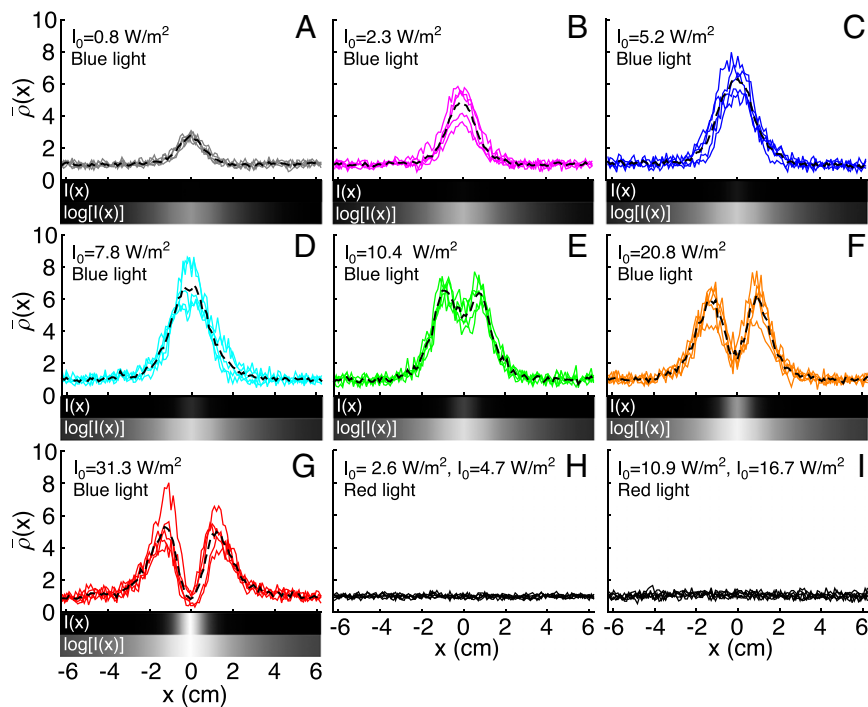 A
I₀=0.8 W/m²
Blue light
B
I₀=2.3 W/m²
Blue light
C
I₀=5.2 W/m²
Blue light
10
8
6
4
2
0
ρ̄(x)
I(x)
log[I(x)]
I(x)
log[I(x)]
I(x)
log[I(x)]
D
I₀=7.8 W/m²
Blue light
E
I₀=10.4 W/m²
Blue light
F
I₀=20.8 W/m²
Blue light
10
8
6
4
2
0
ρ̄(x)
I(x)
log[I(x)]
I(x)
log[I(x)]
I(x)
log[I(x)]
G
I₀=31.3 W/m²
Blue light
H
I₀= 2.6 W/m², I₀=4.7 W/m²
Red light
I
I₀=10.9 W/m², I₀=16.7 W/m²
Red light
10
8
6
4
2
0
ρ̄(x)
I(x)
log[I(x)]
-6 -4 -2 0 2 4 6
x (cm)
-6 -4 -2 0 2 4 6
x (cm)
-6 -4 -2 0 2 4 6
x (cm)